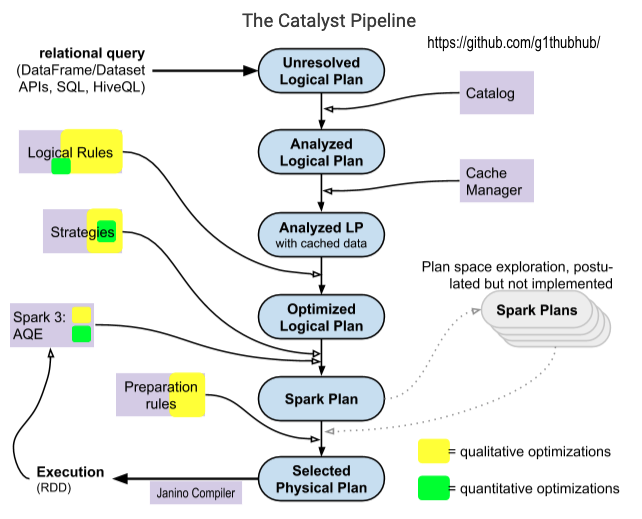 The Catalyst Pipeline
https://github.com/g1thubhub/
relational query
(DataFrame/Dataset
APIs, SQL, HiveQL)
Unresolved
Logical Plan
Catalog
Analyzed
Logical Plan
Logical Rules
Cache
Manager
Analyzed LP
with cached data
Strategies
Plan space exploration, postu-
lated but not implemented
Spark Plans
Optimized
Logical Plan
Spark 3:
AQE
Spark Plan
Preparation
rules
= qualitative optimizations
= quantitative optimizations
Execution
(RDD)
Janino Compiler
Selected
Physical Plan